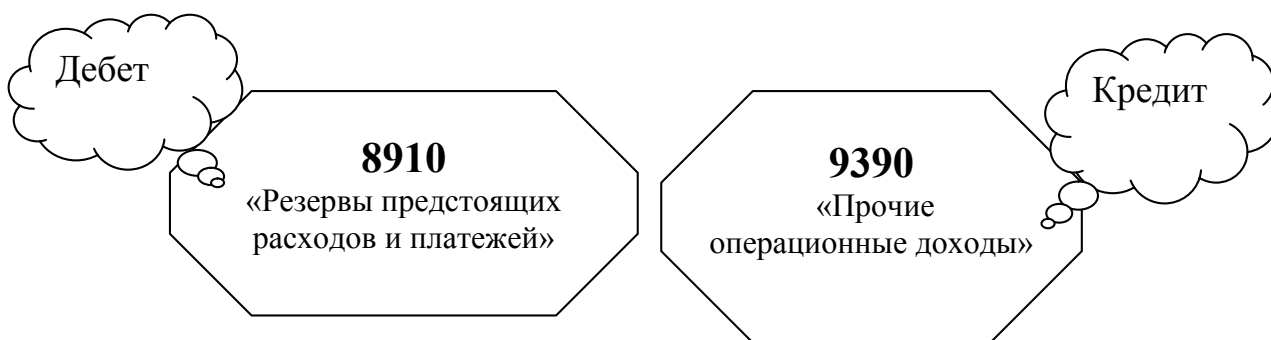 Дебет
8910
«Резервы предстоящих
расходов и платежей»
9390
«Прочие
операционные доходы»
Кредит